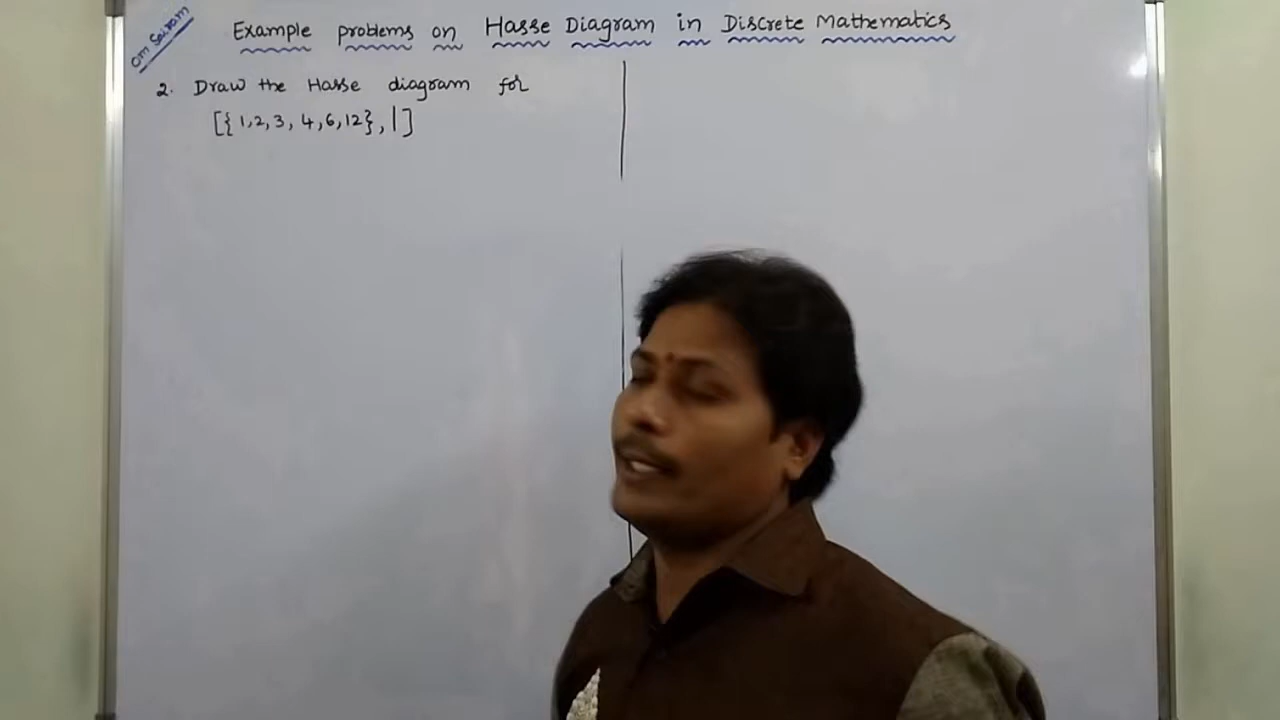 om Sairam
Example problems on Hasse Diagram in Discrete Mathematics
2. Draw the Hasse diagram for
[{1,2,3, 4,6,12}, |]